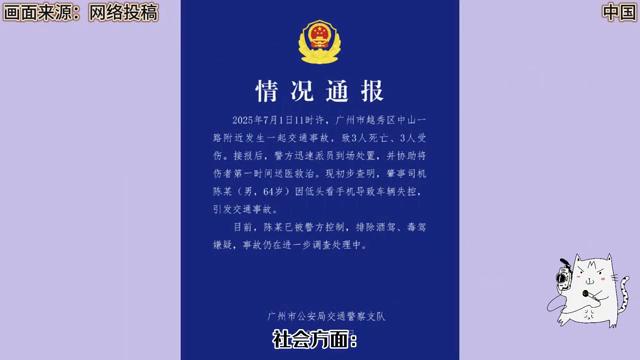 画面来源：网络投稿
中国
情况通报
2025年7月1日11时许，广州市越秀区中山一
路附近发生一起交通事故，致3人死亡、3人受
伤。接报后，警方迅速派员到场处置，并协助将
伤者第一时间送医救治。现初步查明，肇事司机
陈某（男，64岁）因低头看手机导致车辆失控，
引发交通事故。
目前，陈某已被警方控制，排除酒驾、毒驾
嫌疑，事故仍在进一步调查处理中。
广州市公安局交通警察支队
社会方面：